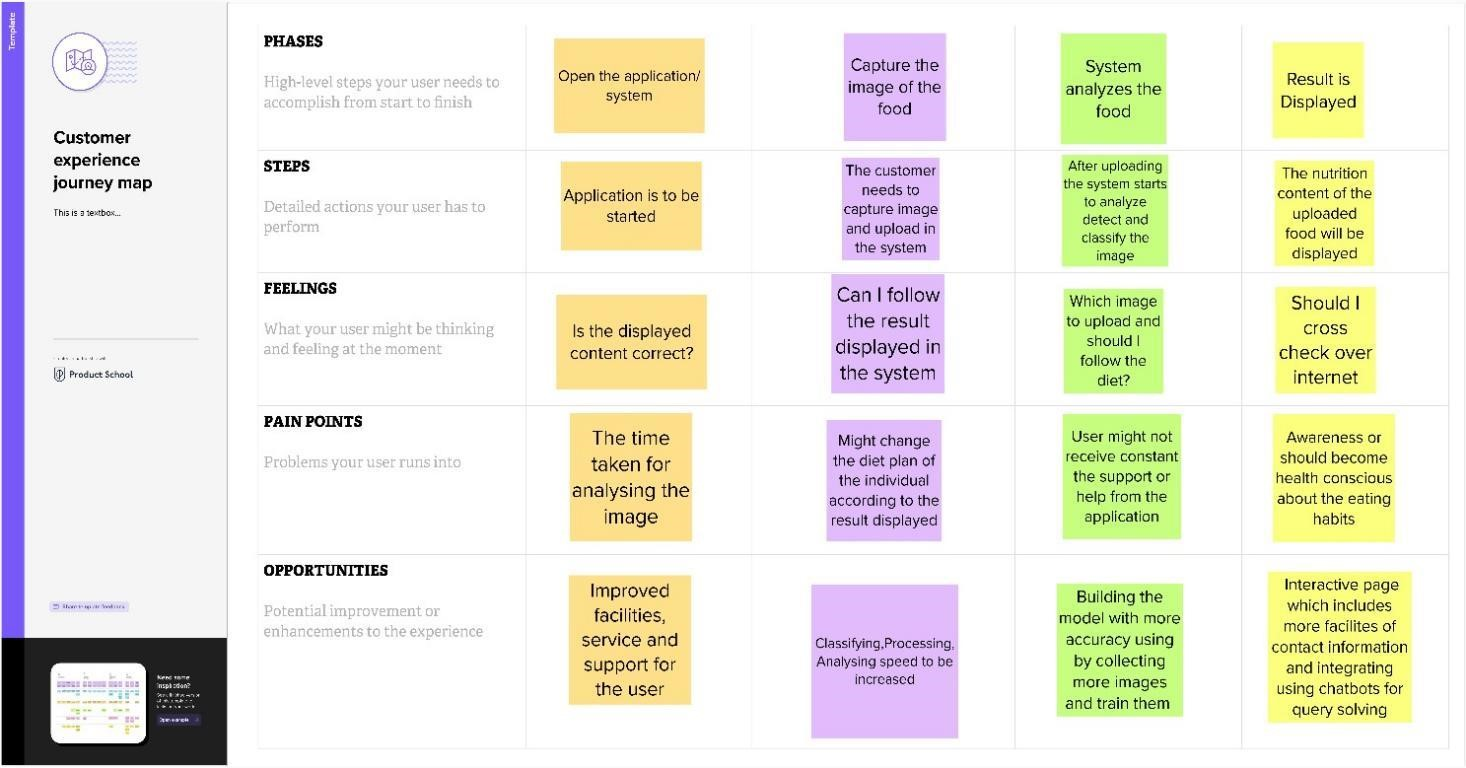 Template
Customer
experience
journey map
This is a textbox...
Product School
Share template feedback
Need some
inspiration?
Open example
PHASES
High-level steps your user needs to
accomplish from start to finish
Open the application/
system
Capture the
image of the
food
System
analyzes the
food
Result is
Displayed
STEPS
Detailed actions your user has to
perform
Application is to be
started
The customer
needs to
capture image
and upload in
the system
After uploading
the system starts
to analyze
detect and
classify the
image
The nutrition
content of the
uploaded
food will be
displayed
FEELINGS
What your user might be thinking
and feeling at the moment
Is the displayed
content correct?
Can I follow
the result
displayed in
the system
Which image
to upload and
should I
follow the
diet?
Should I
cross
check over
internet
PAIN POINTS
Problems your user runs into
The time
taken for
analysing the
image
Might change
the diet plan of
the individual
according to the
result displayed
User might not
receive constant
the support or
help from the
application
Awareness or
should become
health conscious
about the eating
habits
OPPORTUNITIES
Potential improvement or
enhancements to the experience
Improved
facilities,
service and
support for
the user
Classifying,Processing,
Analysing speed to be
increased
Building the
model with more
accuracy using
by collecting
more images
and train them
Interactive page
which includes
more facilites of
contact information
and integrating
using chatbots for
query solving